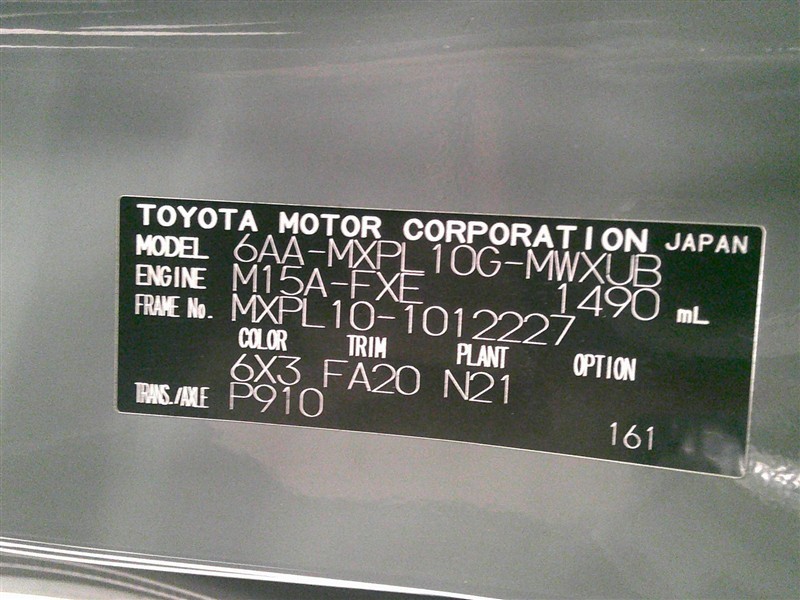 TOYOTA MOTOR CORPORATION JAPAN
MODEL 6AA-MXPL10G-MWXUB
ENGINE M15A-FXE 1490 mL
FRAME No. MXPL10-1012227
COLOR TRIM PLANT OPTION
6X3 FA20 N21
TRANS./AXLE P910
161